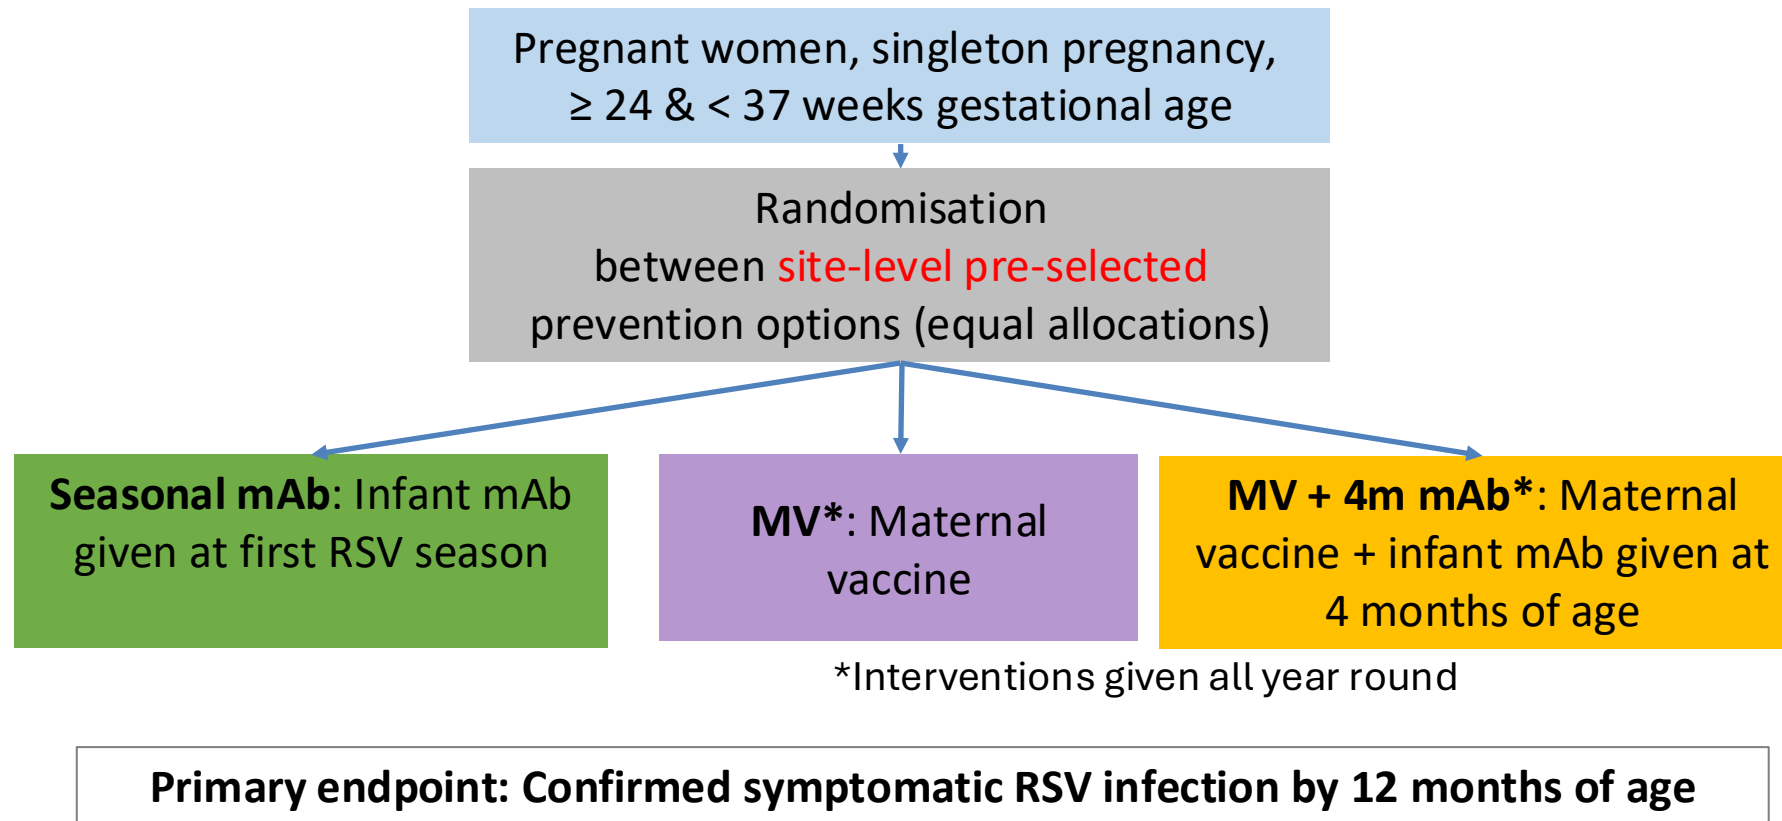 Pregnant women, singleton pregnancy,
≥ 24 & < 37 weeks gestational age
Randomisation
between site-level pre-selected
prevention options (equal allocations)
Seasonal mAb: Infant mAb
given at first RSV season
MV*: Maternal
vaccine
MV + 4m mAb*: Maternal
vaccine + infant mAb given at
4 months of age
*Interventions given all year round
Primary endpoint: Confirmed symptomatic RSV infection by 12 months of age